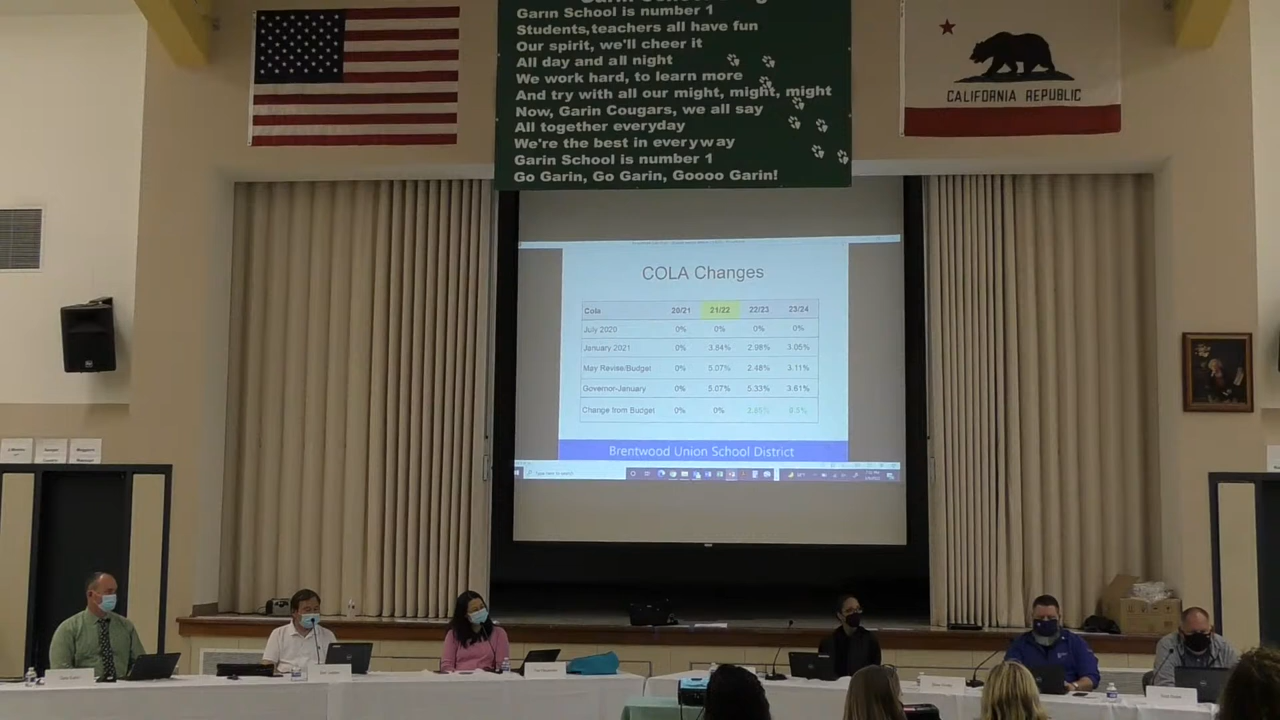 Garin School is number 1
Students,teachers all have fun
Our spirit, we'll cheer it
All day and all night
We work hard, to learn more
And try with all our might, might, might
Now, Garin Cougars, we all say
All together everyday
We're the best in everyway
Garin School is number 1
Go Garin, Go Garin, Goooo Garin!
CALIFORNIA REPUBLIC
COLA Changes
Cola 20/21 21/22 22/23 23/24
July 2020 0% 0% 0% 0%
January 2021 0% 3.84% 2.98% 3.05%
May Revise/Budget 0% 5.07% 2.48% 3.11%
Governor-January 0% 5.07% 5.33% 3.61%
Change from Budget 0% 0% 2.85%
Brentwood Union School District
Type here to search